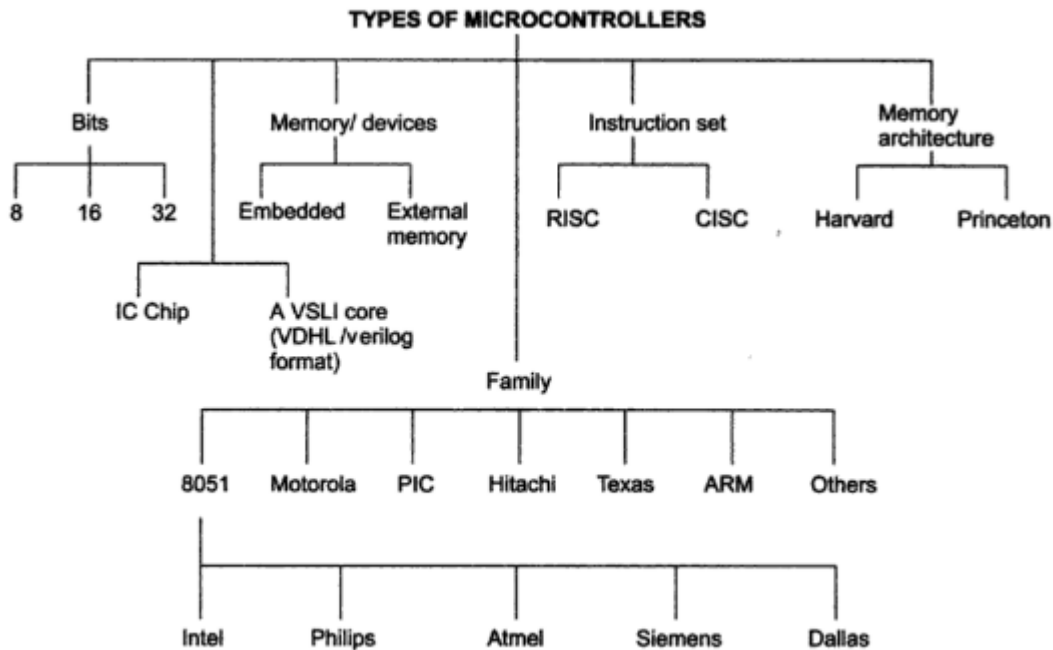 TYPES OF MICROCONTROLLERS
Bits
Memory/ devices
Instruction set
Memory
architecture
8 16 32
Embedded
External
memory
RISC
CISC
Harvard
Princeton
IC Chip
A VSLI core
(VDHL/verilog
format)
Family
8051 Motorola PIC Hitachi Texas ARM Others
Intel Philips Atmel Siemens Dallas